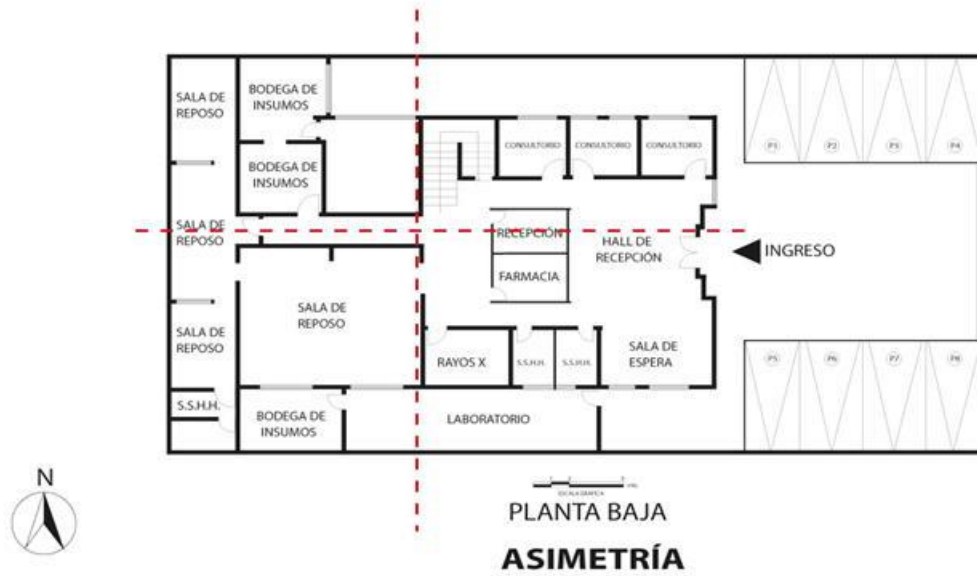 BODEGA DE
INSUMOS
SALA DE
REPOSO
CONSULTORIO
CONSULTORIO
CONSULTORIO
P1
P2
P3
P4
BODEGA DE
INSUMOS
SALA DE
REPOSO
RECEPCIÓN
HALL DE
RECEPCIÓN
INGRESO
FARMACIA
SALA DE
REPOSO
SALA DE
REPOSO
RAYOS X
S.S.H.H.
S.S.H.H.
SALA DE
ESPERA
P5
P6
P7
P8
S.S.H.H.
BODEGA DE
INSUMOS
LABORATORIO
N
ESCALA GRÁFICA
PLANTA BAJA
ASIMETRÍA